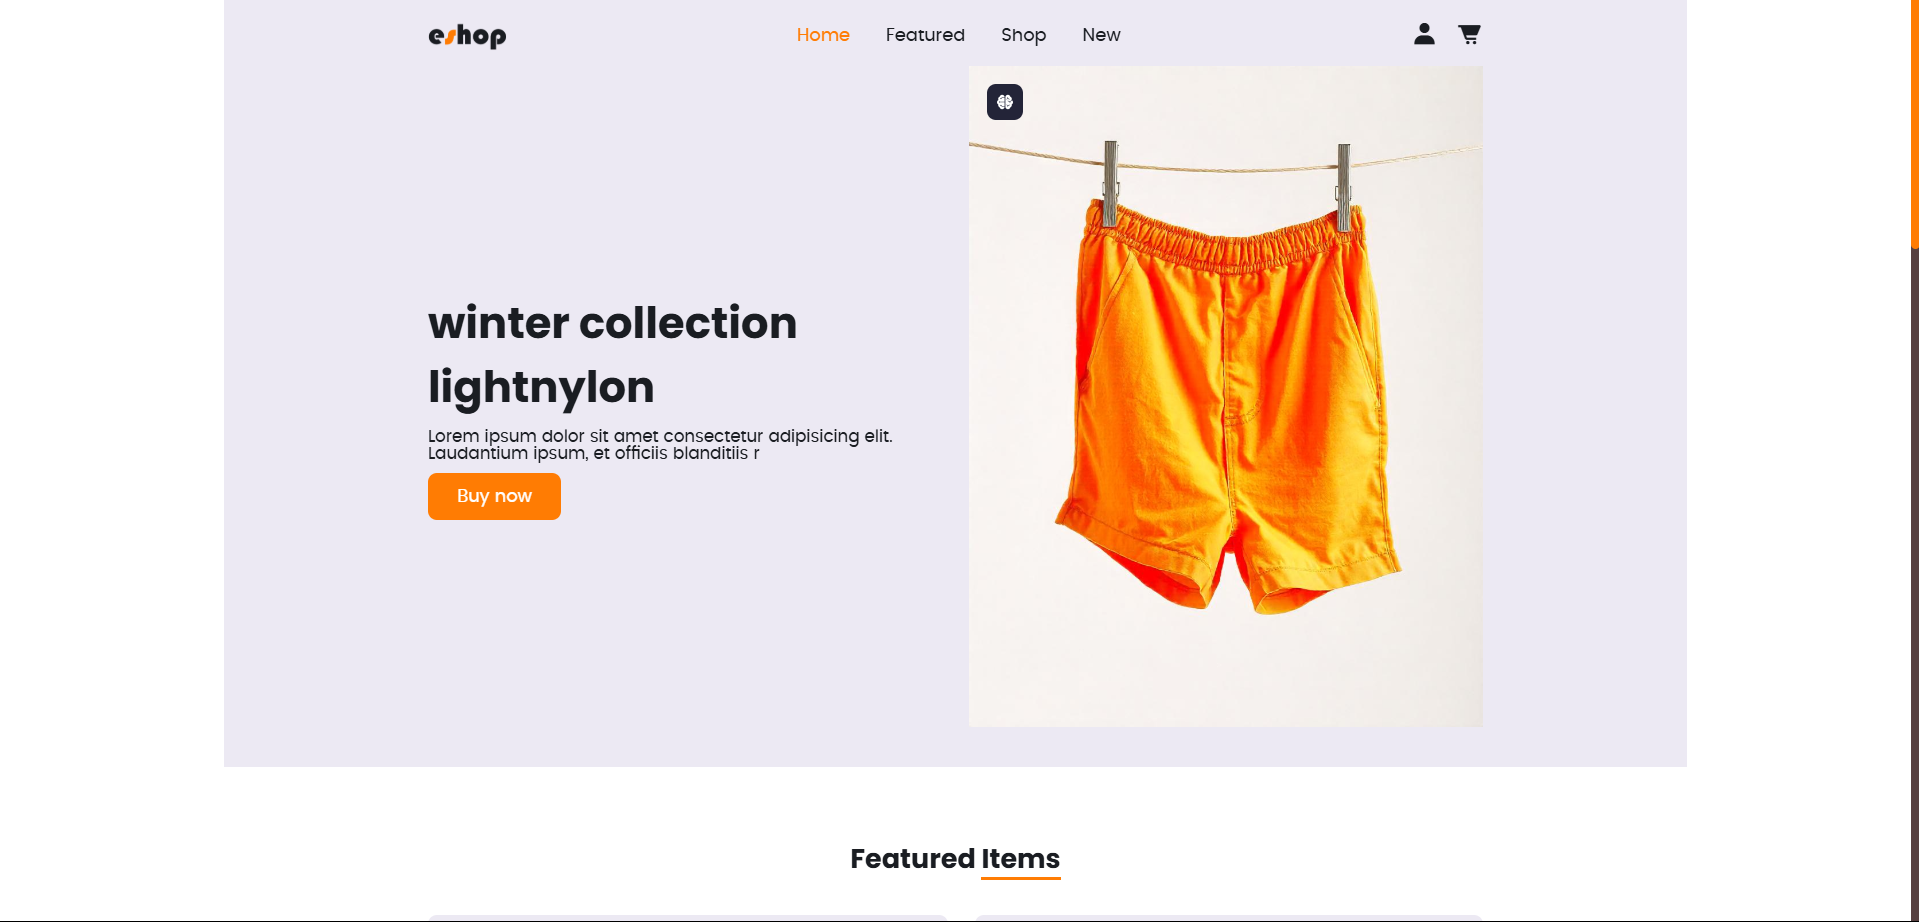 eshop
Home
Featured
Shop
New
winter collection
lightnylon
Lorem ipsum dolor sit amet consectetur adipisicing elit.
Laudantium ipsum, et officiis blanditiis r
Buy now
Featured Items